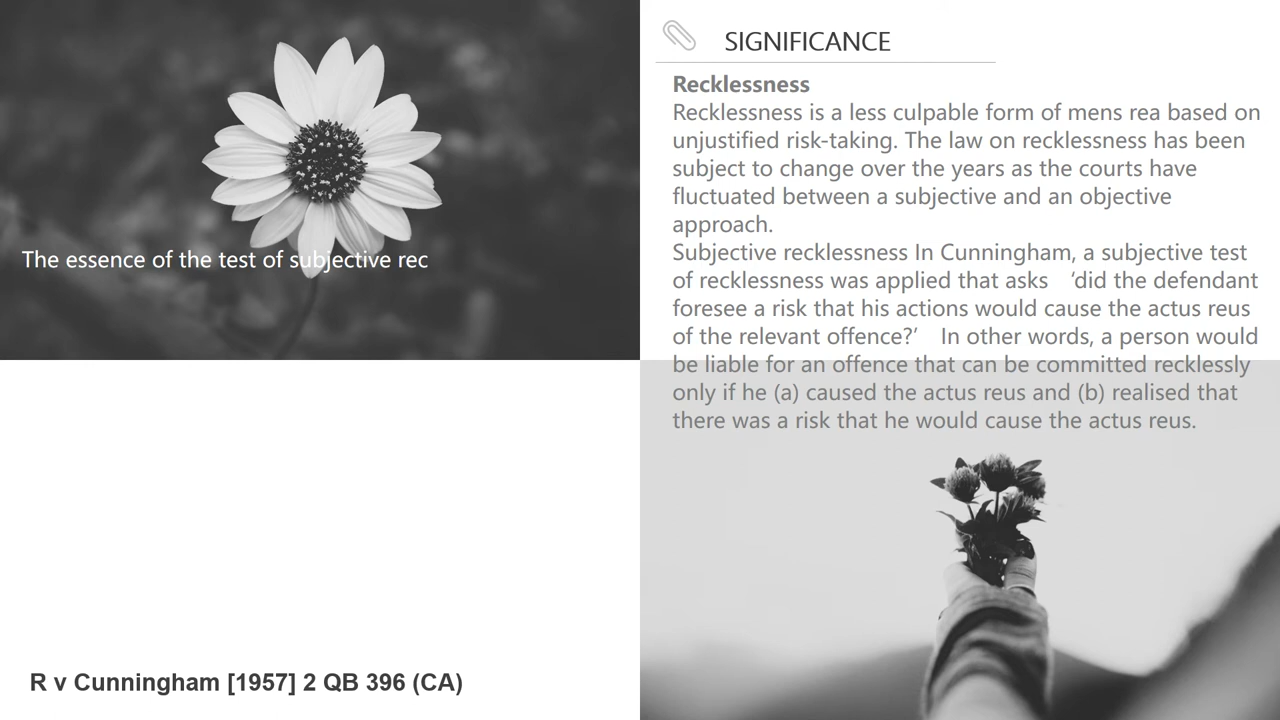 The essence of the test of subjective rec
SIGNIFICANCE
Recklessness
Recklessness is a less culpable form of mens rea based on
unjustified risk-taking. The law on recklessness has been
subject to change over the years as the courts have
fluctuated between a subjective and an objective
approach.
Subjective recklessness In Cunningham, a subjective test
of recklessness was applied that asks ‘did the defendant
foresee a risk that his actions would cause the actus reus
of the relevant offence?’ In other words, a person would
be liable for an offence that can be committed recklessly
only if he (a) caused the actus reus and (b) realised that
there was a risk that he would cause the actus reus.
R v Cunningham [1957] 2 QB 396 (CA)